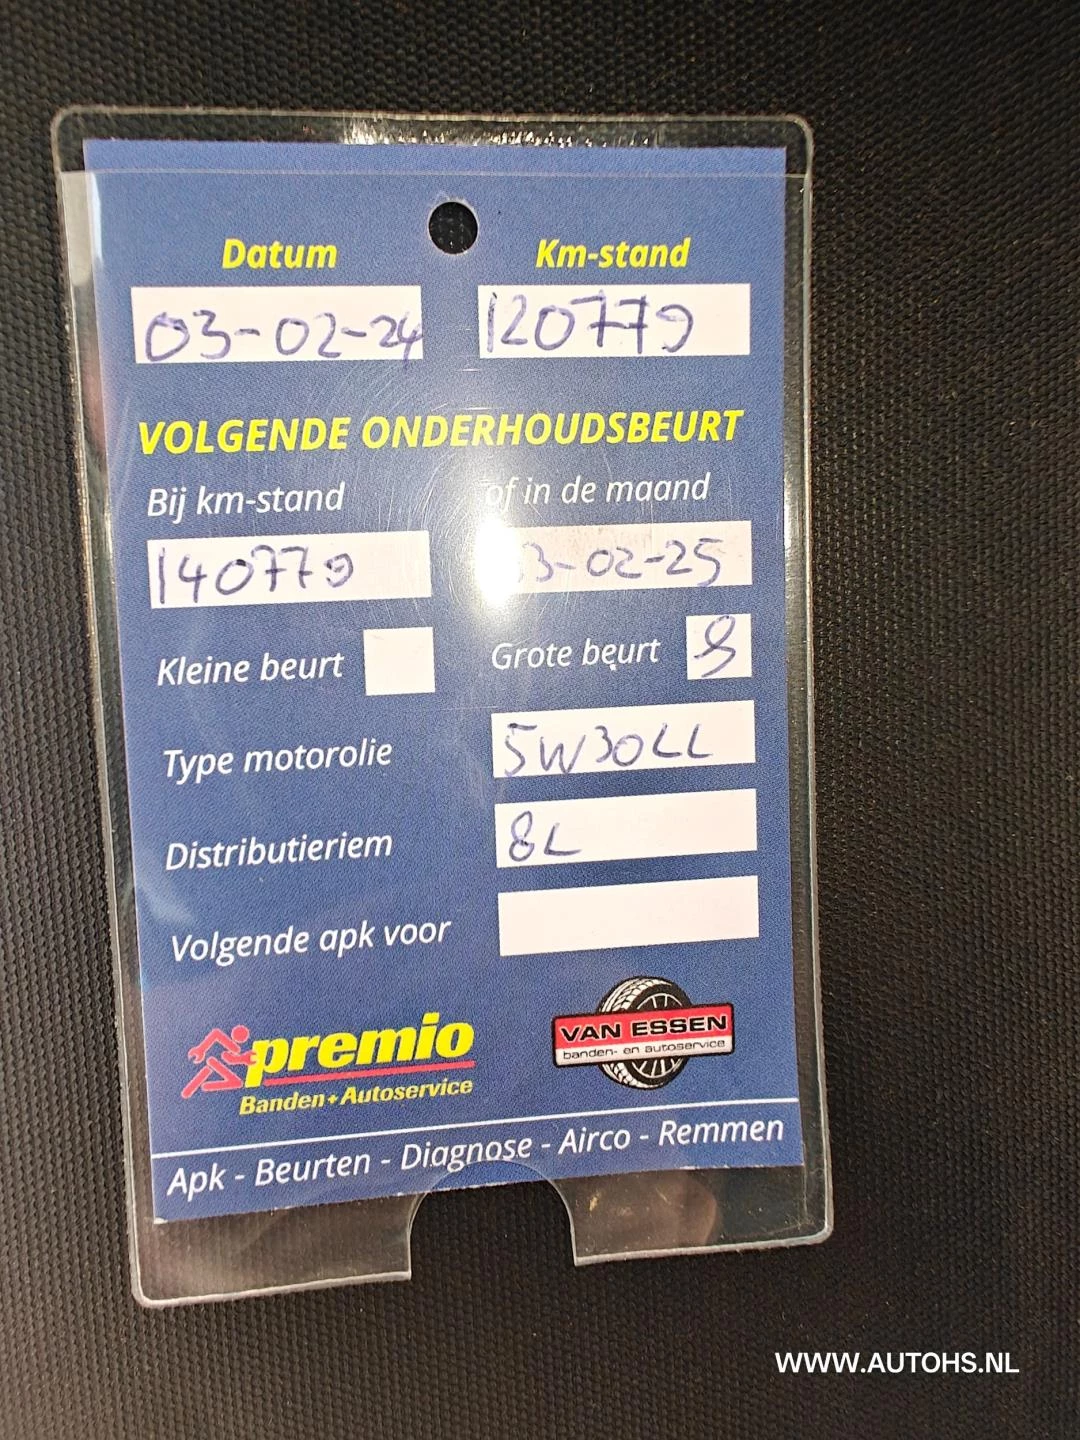 Datum Km-stand
03-02-24 120779
VOLGENDE ONDERHOUDSBEURT
Bij km-stand of in de maand
140779 3-02-25
Kleine beurt Grote beurt
Type motorolie 5W30LL
Distributieriem 8L
Volgende apk voor
premio VAN ESSEN
Banden+Autoservice banden- en autoservice
Apk - Beurten - Diagnose - Airco - Remmen
WWW.AUTOHS.NL